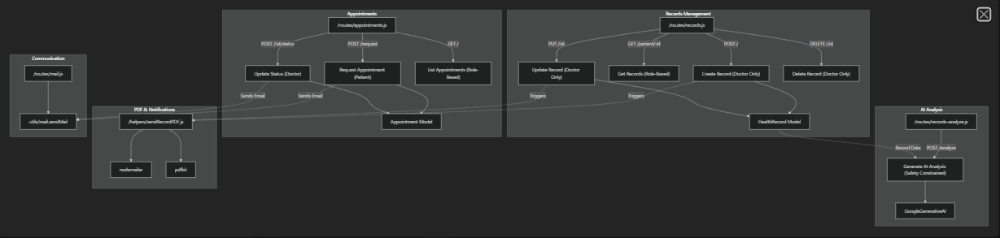 Appointments
/routes/appointments.js
POST /:id/status
POST /request
GET /
Update Status (Doctor)
Request Appointment
(Patient)
List Appointments (Role-
Based)
Sends Email
Sends Email
Appointment Model
Records Management
/routes/records.js
PUT /:id
GET /patient/:id
POST /
DELETE /:id
Update Record (Doctor
Only)
Get Records (Role-Based)
Create Record (Doctor Only)
Delete Record (Doctor Only)
Triggers
Triggers
HealthRecord Model
Communication
/routes/mail.js
utils/mail.sendMail
PDF & Notifications
/helpers/sendRecordPDF.js
nodemailer
pdfkit
AI Analysis
/routes/records-analyze.js
Record Data
POST /analyze
Generate AI Analysis
(Safety Constrained)
GoogleGenerativeAI